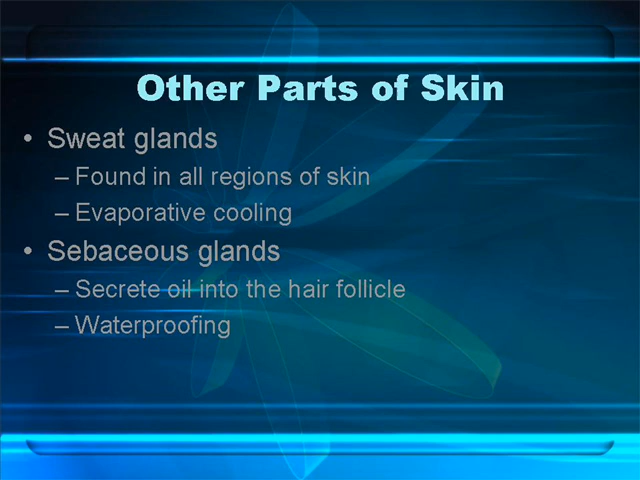 Other Parts of Skin
• Sweat glands
– Found in all regions of skin
– Evaporative cooling
• Sebaceous glands
– Secrete oil into the hair follicle
– Waterproofing